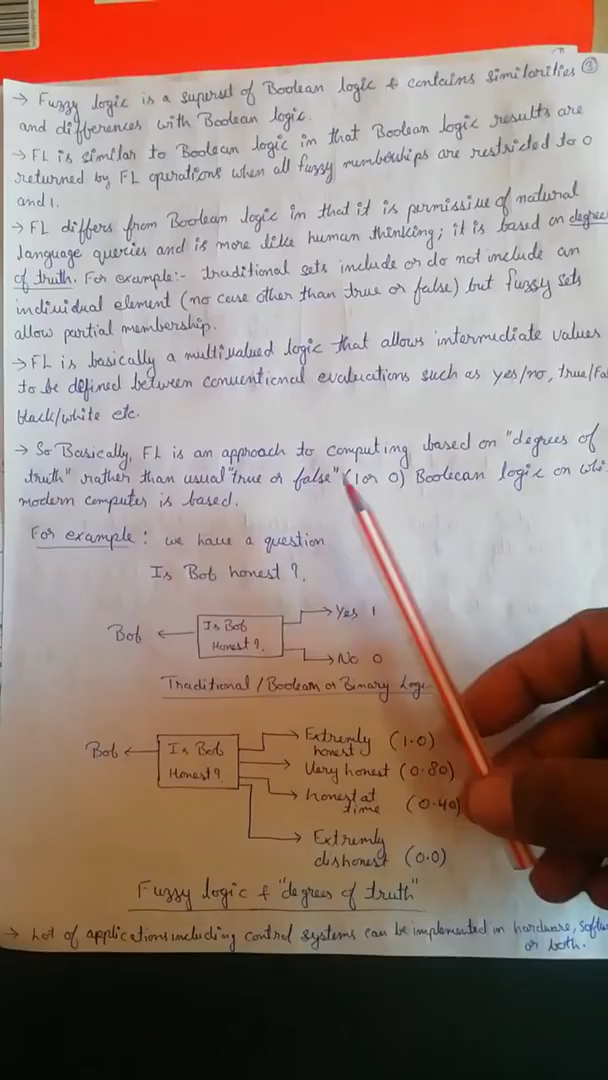 ③
→ Fuzzy logic is a superset of Boolean logic & contains similarities
and differences with Boolean logic.
→ FL is similar to Boolean logic in that Boolean logic results are
returned by FL operations when all fuzzy memberships are restricted to 0
and 1.
→ FL differs from Boolean logic in that it is permissive of natural
language queries and is more like human thinking; it is based on degree
of truth. For example:- traditional sets include or do not include an
individual element (no case other than true or false) but fuzzy sets
allow partial membership.
→ FL is basically a multivalued logic that allows intermediate values
to be defined between conventional evaluations such as yes/no, true/Fa
black/white etc.
→ So Basically, FL is an approach to computing based on "degrees of
truth" rather than usual "true or false" (1 or 0) Boolean logic on whi
modern computer is based.
For example : we have a question
Is Bob honest ?.
Bob ← Is Bob Honest ?. → Yes 1
→ No 0
Traditional / Boolean or Binary Logic
Bob ← Is Bob Honest ? → Extremly honest (1.0)
→ Very honest (0.80)
→ honest at time (0.40)
→ Extremly dishonest (0.0)
Fuzzy logic & "degrees of truth"
→ Lot of applications including control systems can be implemented in hardware, softw
or both.